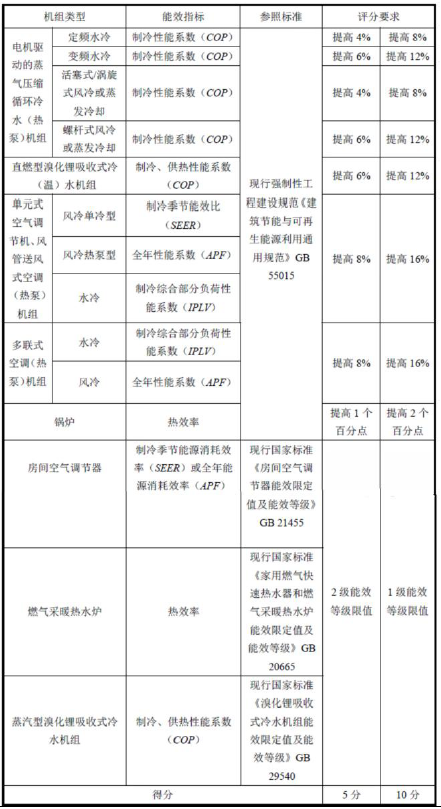 机组类型 能效指标 参照标准 评分要求
电机驱
动的蒸
气压缩
循环冷
水（热
泵）机组
定频水冷 制冷性能系数（COP） 提高 4% 提高 8%
变频水冷 制冷性能系数（COP） 提高 6% 提高 12%
活塞式/涡旋
式风冷或蒸
发冷却
制冷性能系数（COP） 提高 4% 提高 8%
螺杆式风冷
或蒸发冷却
制冷性能系数（COP） 提高 6% 提高 12%
直燃型溴化锂吸收式冷
（温）水机组
制冷、供热性能系数
（COP）
提高 6% 提高 12%
现行强制性工
程建设规范《建
筑节能与可再
生能源利用通
用规范》GB
55015
单元式
空气调
节机、风
管送风
式空调
（热泵）
机组
风冷单冷型 制冷季节能效比
（SEER）
风冷热泵型 全年性能系数（APF）
水冷 制冷综合部分负荷性
能系数（IPLV）
提高 8% 提高 16%
多联式
空调（热
泵）机组
水冷 制冷综合部分负荷性
能系数（IPLV）
风冷 全年性能系数（APF）
提高 8% 提高 16%
锅炉 热效率 提高 1 个
百分点
提高 2 个
百分点
房间空气调节器 制冷季节能源消耗效
率（SEER）或全年能
源消耗效率（APF）
现行国家标准
《房间空气调
节器能效限定
值及能效等级》
GB 21455
燃气采暖热水炉 热效率 现行国家标准
《家用燃气快
速热水器和燃
气采暖热水炉
能效限定值及
能效等级》GB
20665
2 级能效
等级限值
1 级能效
等级限值
蒸汽型溴化锂吸收式冷
水机组
制冷、供热性能系数
（COP）
现行国家标准
《溴化锂吸收
式冷水机组能
效限定值及能
效等级》GB
29540
得分 5 分 10 分